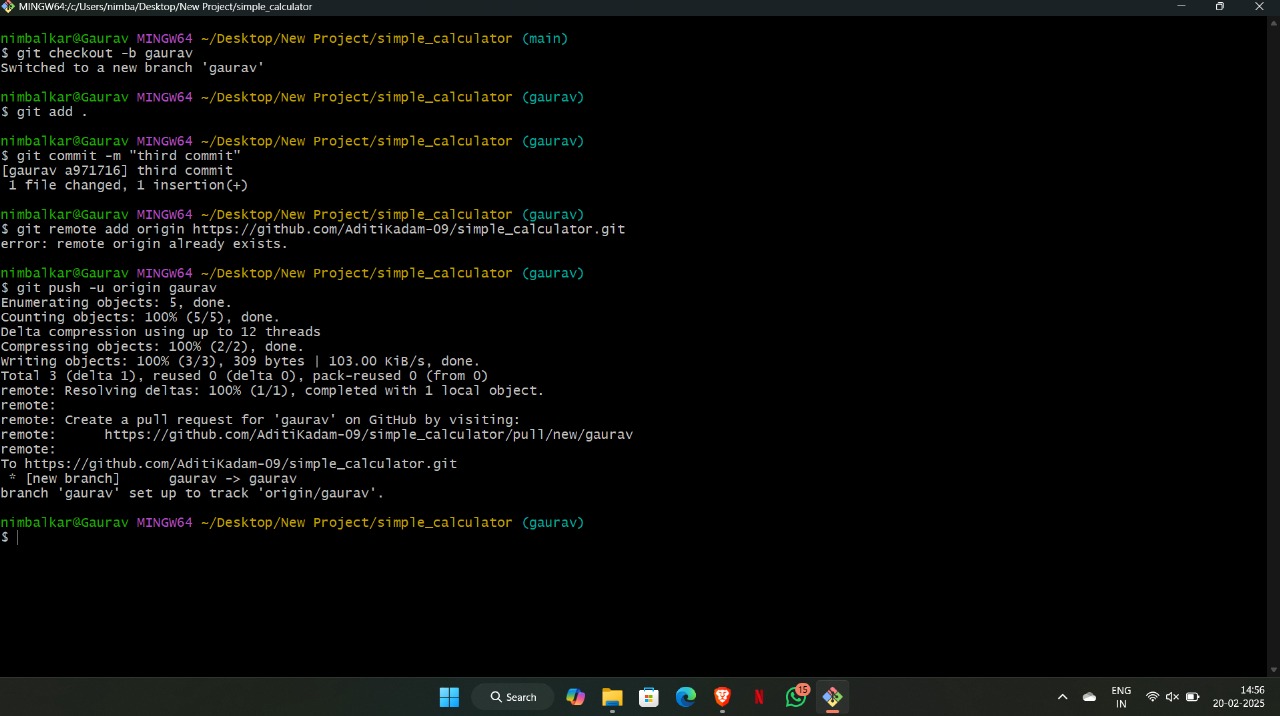 MINGW64:/c/Users/nimba/Desktop/New Project/simple_calculator
nimbalkar@Gaurav MINGW64 ~/Desktop/New Project/simple_calculator (main)
$ git checkout -b gaurav
Switched to a new branch 'gaurav'
nimbalkar@Gaurav MINGW64 ~/Desktop/New Project/simple_calculator (gaurav)
$ git add .
nimbalkar@Gaurav MINGW64 ~/Desktop/New Project/simple_calculator (gaurav)
$ git commit -m "third commit"
[gaurav a971716] third commit
1 file changed, 1 insertion(+)
nimbalkar@Gaurav MINGW64 ~/Desktop/New Project/simple_calculator (gaurav)
$ git remote add origin https://github.com/AditiKadam-09/simple_calculator.git
error: remote origin already exists.
nimbalkar@Gaurav MINGW64 ~/Desktop/New Project/simple_calculator (gaurav)
$ git push -u origin gaurav
Enumerating objects: 5, done.
Counting objects: 100% (5/5), done.
Delta compression using up to 12 threads
Compressing objects: 100% (2/2), done.
Writing objects: 100% (3/3), 309 bytes | 103.00 KiB/s, done.
Total 3 (delta 1), reused 0 (delta 0), pack-reused 0 (from 0)
remote: Resolving deltas: 100% (1/1), completed with 1 local object.
remote:
remote: Create a pull request for 'gaurav' on GitHub by visiting:
remote:      https://github.com/AditiKadam-09/simple_calculator/pull/new/gaurav
remote:
To https://github.com/AditiKadam-09/simple_calculator.git
* [new branch]      gaurav -> gaurav
branch 'gaurav' set up to track 'origin/gaurav'.
nimbalkar@Gaurav MINGW64 ~/Desktop/New Project/simple_calculator (gaurav)
$
Search
15
ENG
IN
14:56
20-02-2025